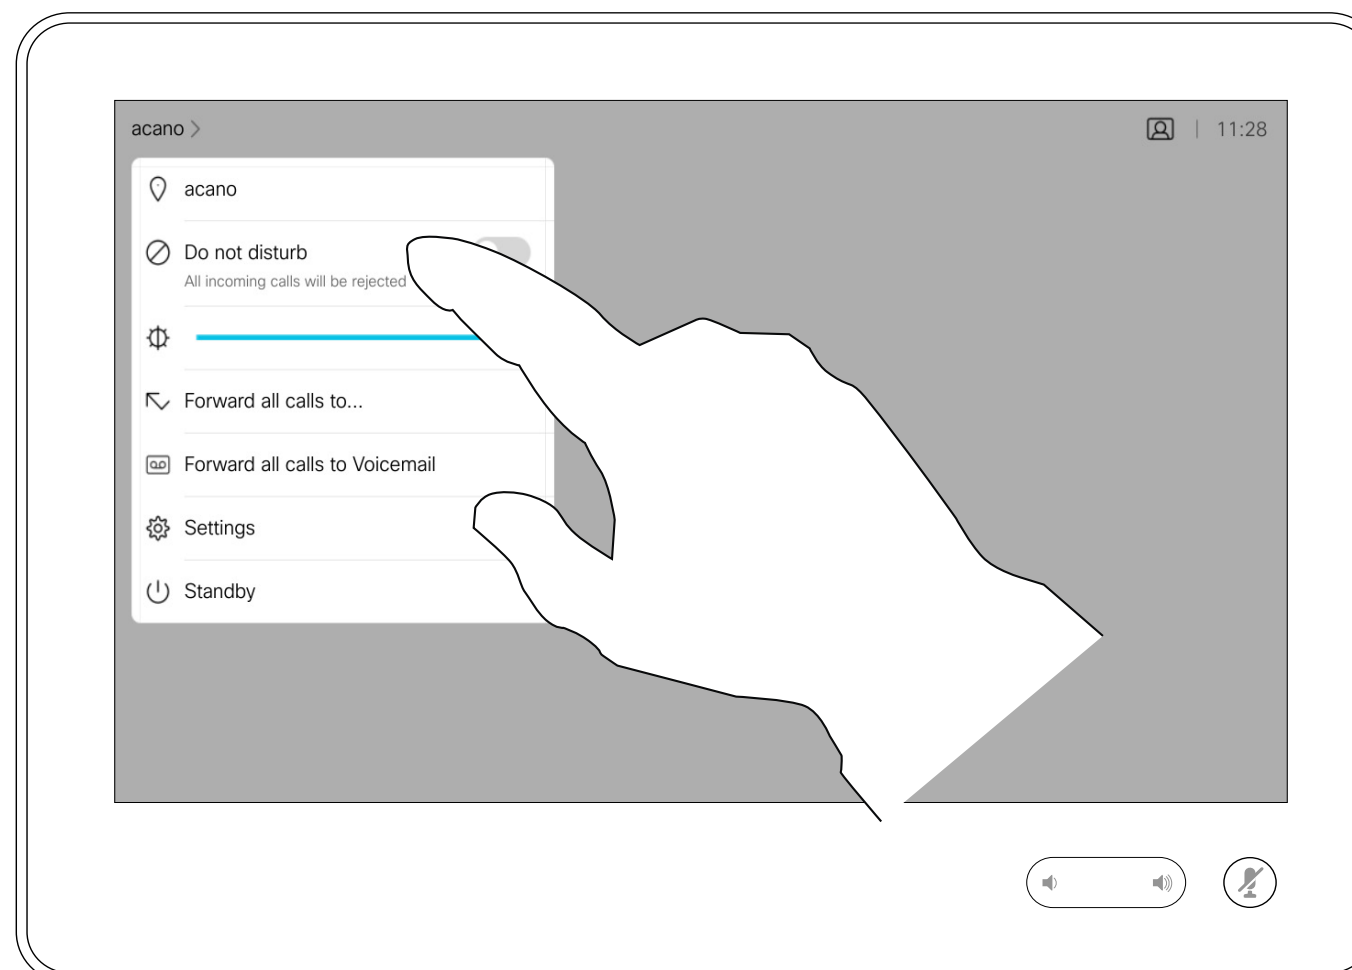 acano
11:28
acano
Do not disturb
All incoming calls will be rejected
Forward all calls to...
Forward all calls to Voicemail
Settings
Standby